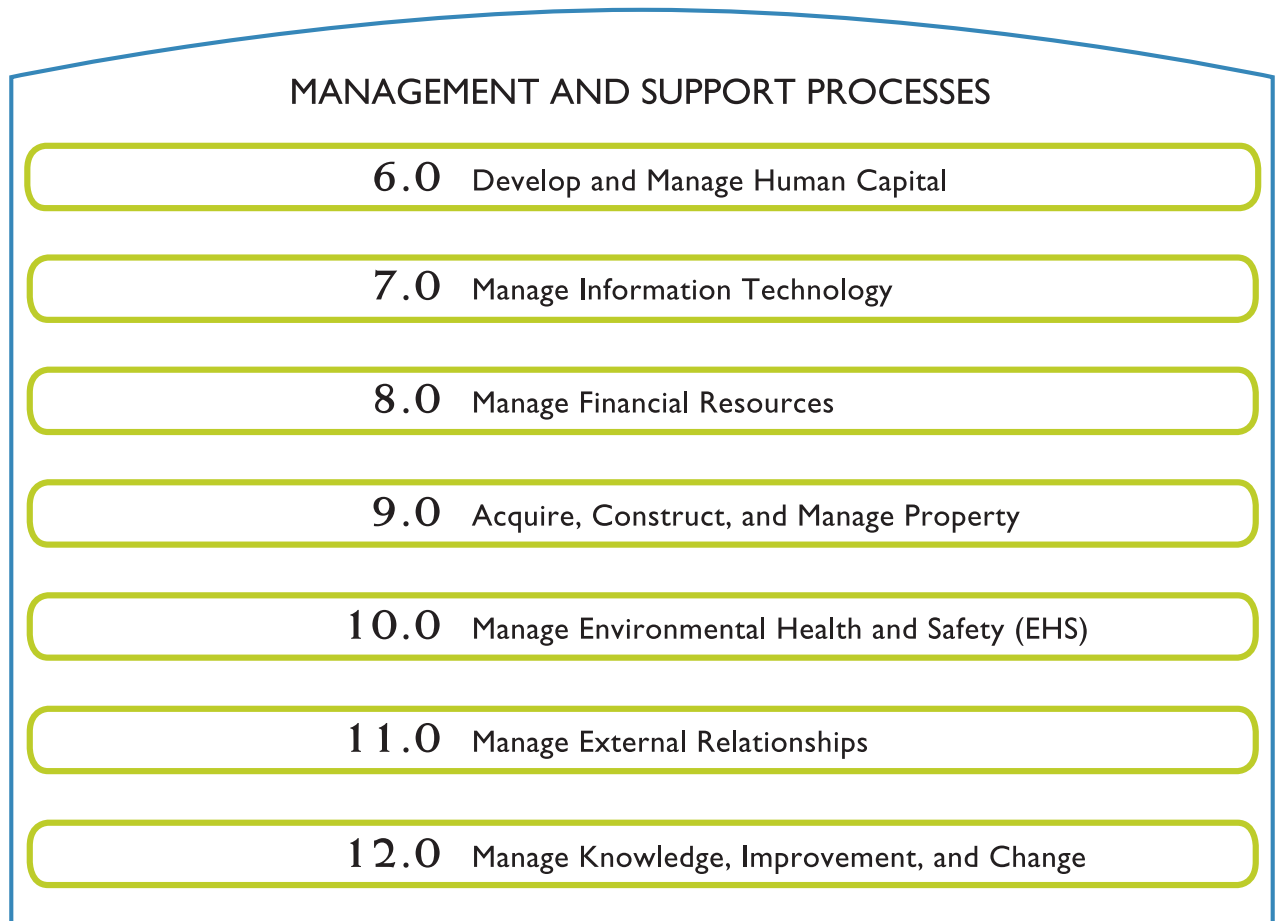 MANAGEMENT AND SUPPORT PROCESSES
6.0 Develop and Manage Human Capital
7.0 Manage Information Technology
8.0 Manage Financial Resources
9.0 Acquire, Construct, and Manage Property
10.0 Manage Environmental Health and Safety (EHS)
11.0 Manage External Relationships
12.0 Manage Knowledge, Improvement, and Change